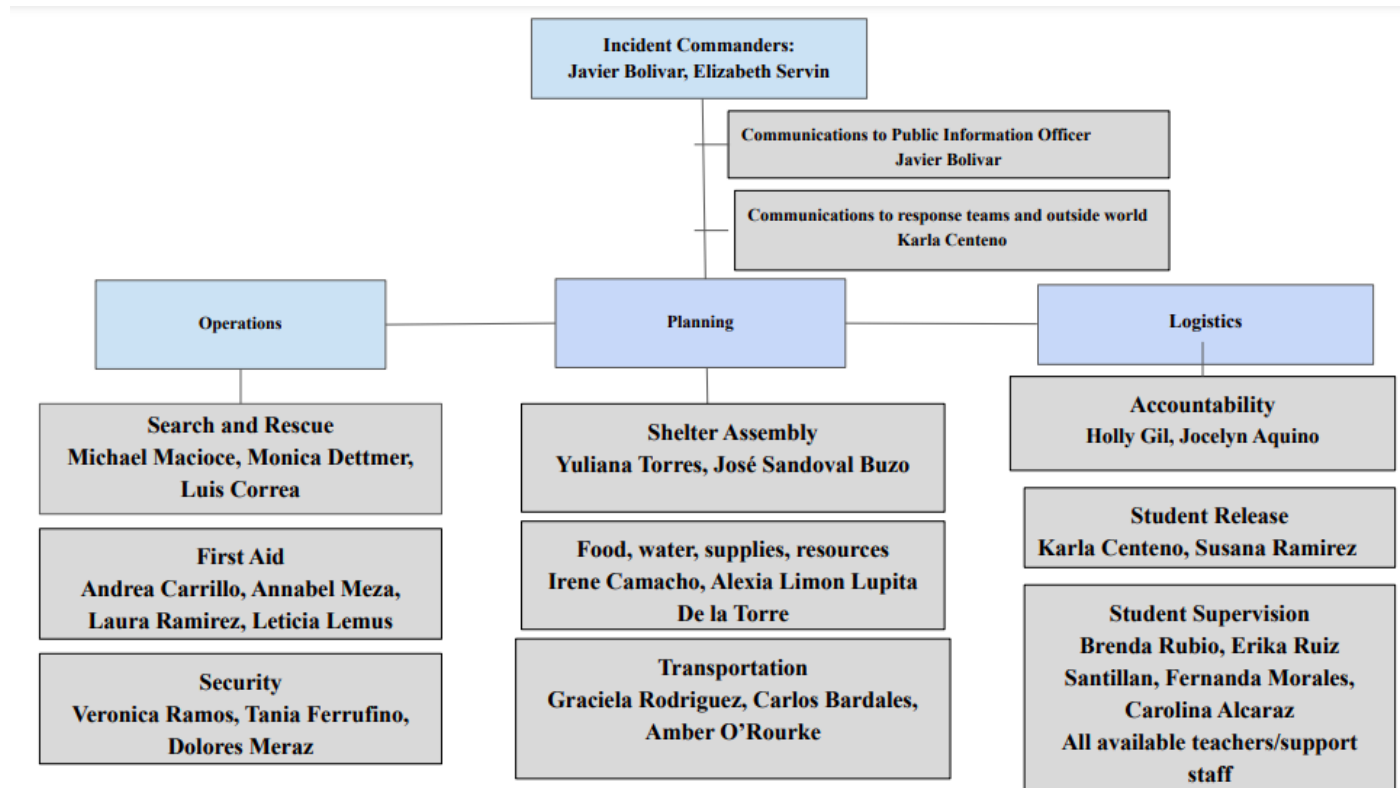 Incident Commanders:
Javier Bolivar, Elizabeth Servin
Communications to Public Information Officer
Javier Bolivar
Communications to response teams and outside world
Karla Centeno
Operations
Planning
Logistics
Search and Rescue
Michael Macioce, Monica Dettmer,
Luis Correa
First Aid
Andrea Carrillo, Annabel Meza,
Laura Ramirez, Leticia Lemus
Security
Veronica Ramos, Tania Ferrufino,
Dolores Meraz
Shelter Assembly
Yuliana Torres, José Sandoval Buzo
Food, water, supplies, resources
Irene Camacho, Alexia Limon Lupita
De la Torre
Transportation
Graciela Rodriguez, Carlos Bardales,
Amber O’Rourke
Accountability
Holly Gil, Jocelyn Aquino
Student Release
Karla Centeno, Susana Ramirez
Student Supervision
Brenda Rubio, Erika Ruiz
Santillan, Fernanda Morales,
Carolina Alcaraz
All available teachers/support
staff